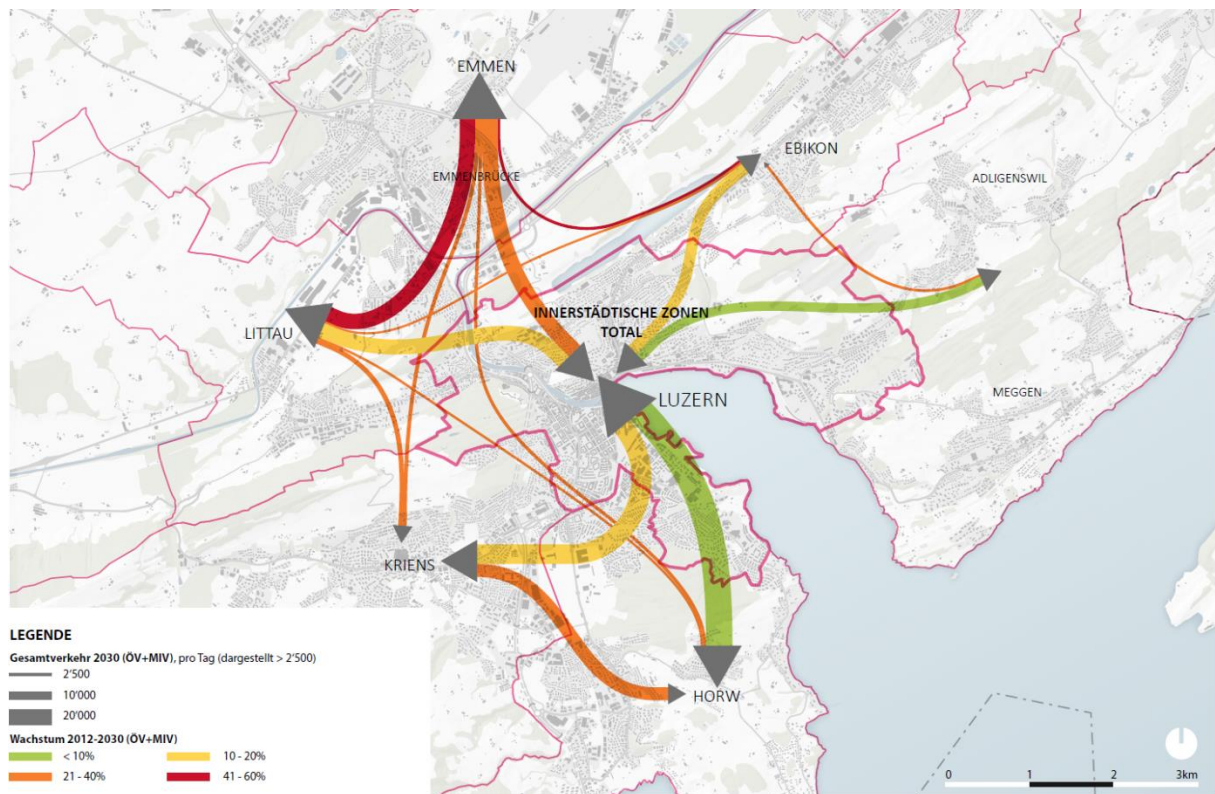 EMMEN
EBIKON
EMMENBRÜCKE
ADLIGENSWIL
INNERSTÄDTISCHE ZONEN
TOTAL
LITTAU
MEGGEN
LUZERN
KRIENS
HORW
LEGENDE
Gesamtverkehr 2030 (ÖV+MIV), pro Tag (dargestellt > 2'500)
2'500
10'000
20'000
Wachstum 2012-2030 (ÖV+MIV)
< 10% 10 - 20%
21 - 40% 41 - 60%
0 1 2 3km